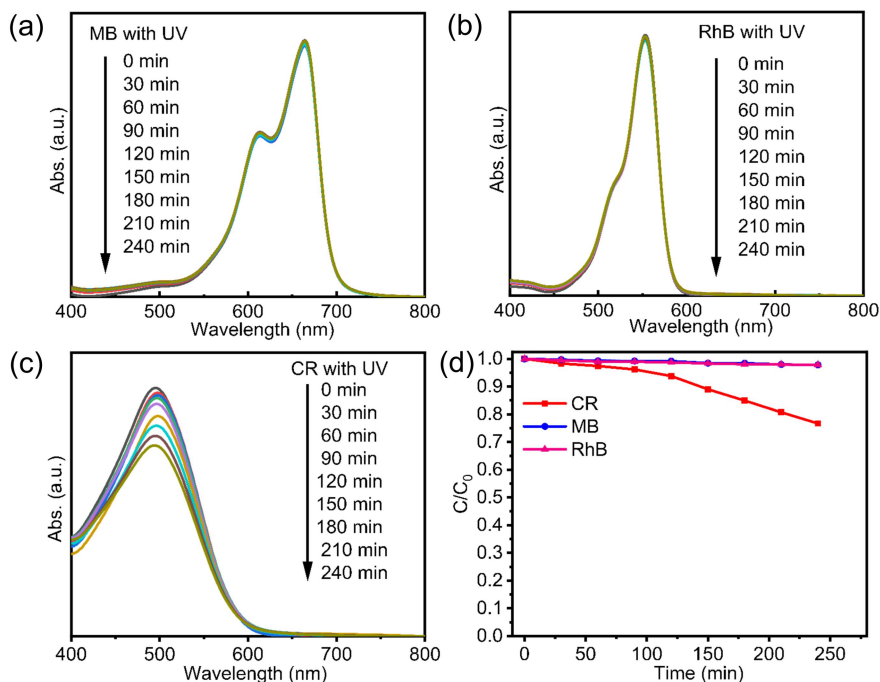 (a)
MB with UV
0 min
30 min
60 min
90 min
120 min
150 min
180 min
210 min
240 min
Abs. (a.u.)
400 500 600 700 800
Wavelength (nm)
(b)
RhB with UV
0 min
30 min
60 min
90 min
120 min
150 min
180 min
210 min
240 min
Abs. (a.u.)
400 500 600 700 800
Wavelength (nm)
(c)
CR with UV
0 min
30 min
60 min
90 min
120 min
150 min
180 min
210 min
240 min
Abs. (a.u.)
400 500 600 700 800
Wavelength (nm)
(d)
1.0
0.9
0.8
0.7
0.6
0.5
0.4
0.3
0.2
0.1
0.0
C/C₀
CR
MB
RhB
0 50 100 150 200 250
Time (min)